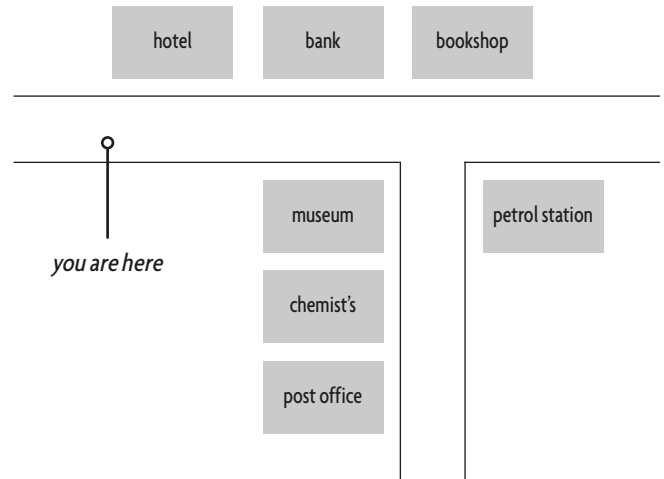 hotel
bank
bookshop
you are here
museum
petrol station
chemist's
post office